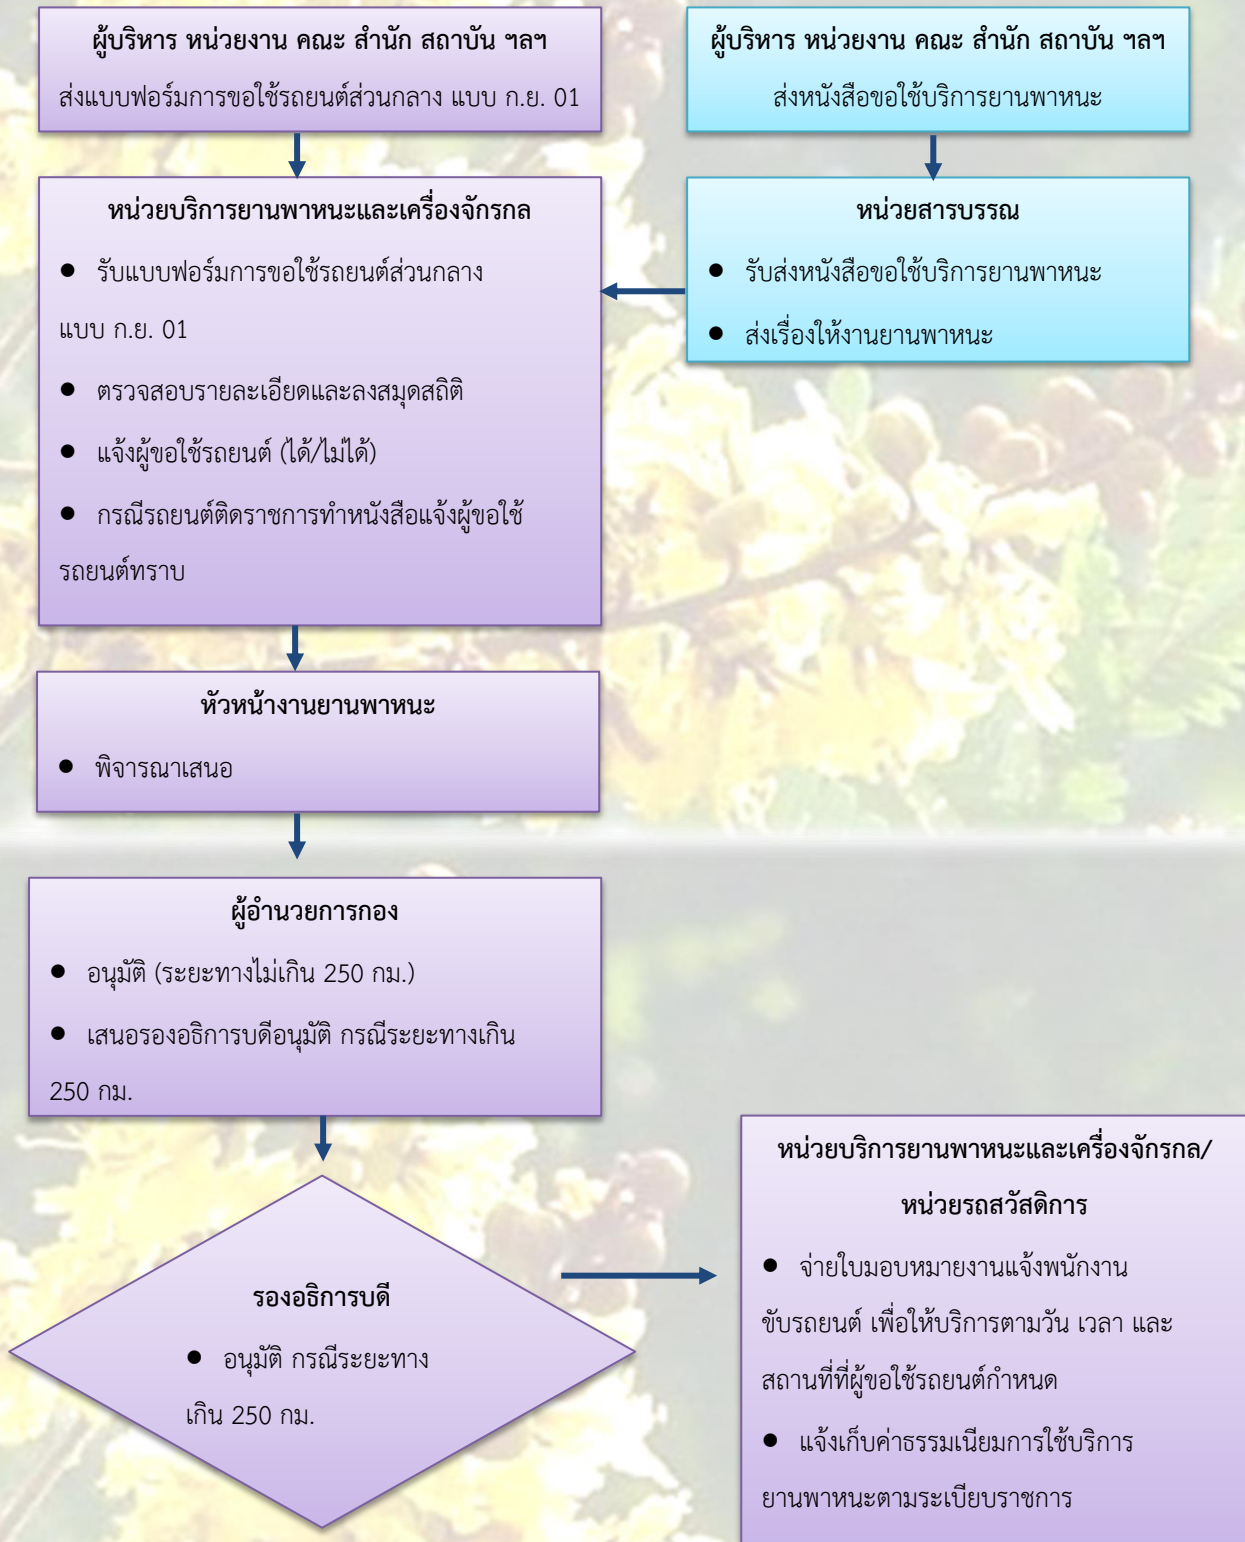 ผู้บริหาร หน่วยงาน คณะ สำนัก สถาบัน ฯลฯ
ส่งแบบฟอร์มการขอใช้รถยนต์ส่วนกลาง แบบ ก.ย. 01
ผู้บริหาร หน่วยงาน คณะ สำนัก สถาบัน ฯลฯ
ส่งหนังสือขอใช้บริการยานพาหนะ
หน่วยบริการยานพาหนะและเครื่องจักรกล
● รับแบบฟอร์มการขอใช้รถยนต์ส่วนกลาง
แบบ ก.ย. 01
● ตรวจสอบรายละเอียดและลงสมุดสถิติ
● แจ้งผู้ขอใช้รถยนต์ (ได้/ไม่ได้)
● กรณีรถยนต์ติดราชการทำหนังสือแจ้งผู้ขอใช้
รถยนต์ทราบ
หน่วยสารบรรณ
● รับส่งหนังสือขอใช้บริการยานพาหนะ
● ส่งเรื่องให้งานยานพาหนะ
หัวหน้างานยานพาหนะ
● พิจารณาเสนอ
ผู้อำนวยการกอง
● อนุมัติ (ระยะทางไม่เกิน 250 กม.)
● เสนอรองอธิการบดีอนุมัติ กรณีระยะทางเกิน
250 กม.
รองอธิการบดี
● อนุมัติ กรณีระยะทาง
เกิน 250 กม.
หน่วยบริการยานพาหนะและเครื่องจักรกล/
หน่วยรถสวัสดิการ
● จ่ายใบมอบหมายงานแจ้งพนักงาน
ขับรถยนต์ เพื่อให้บริการตามวัน เวลา และ
สถานที่ที่ผู้ขอใช้รถยนต์กำหนด
● แจ้งเก็บค่าธรรมเนียมการใช้บริการ
ยานพาหนะตามระเบียบราชการ